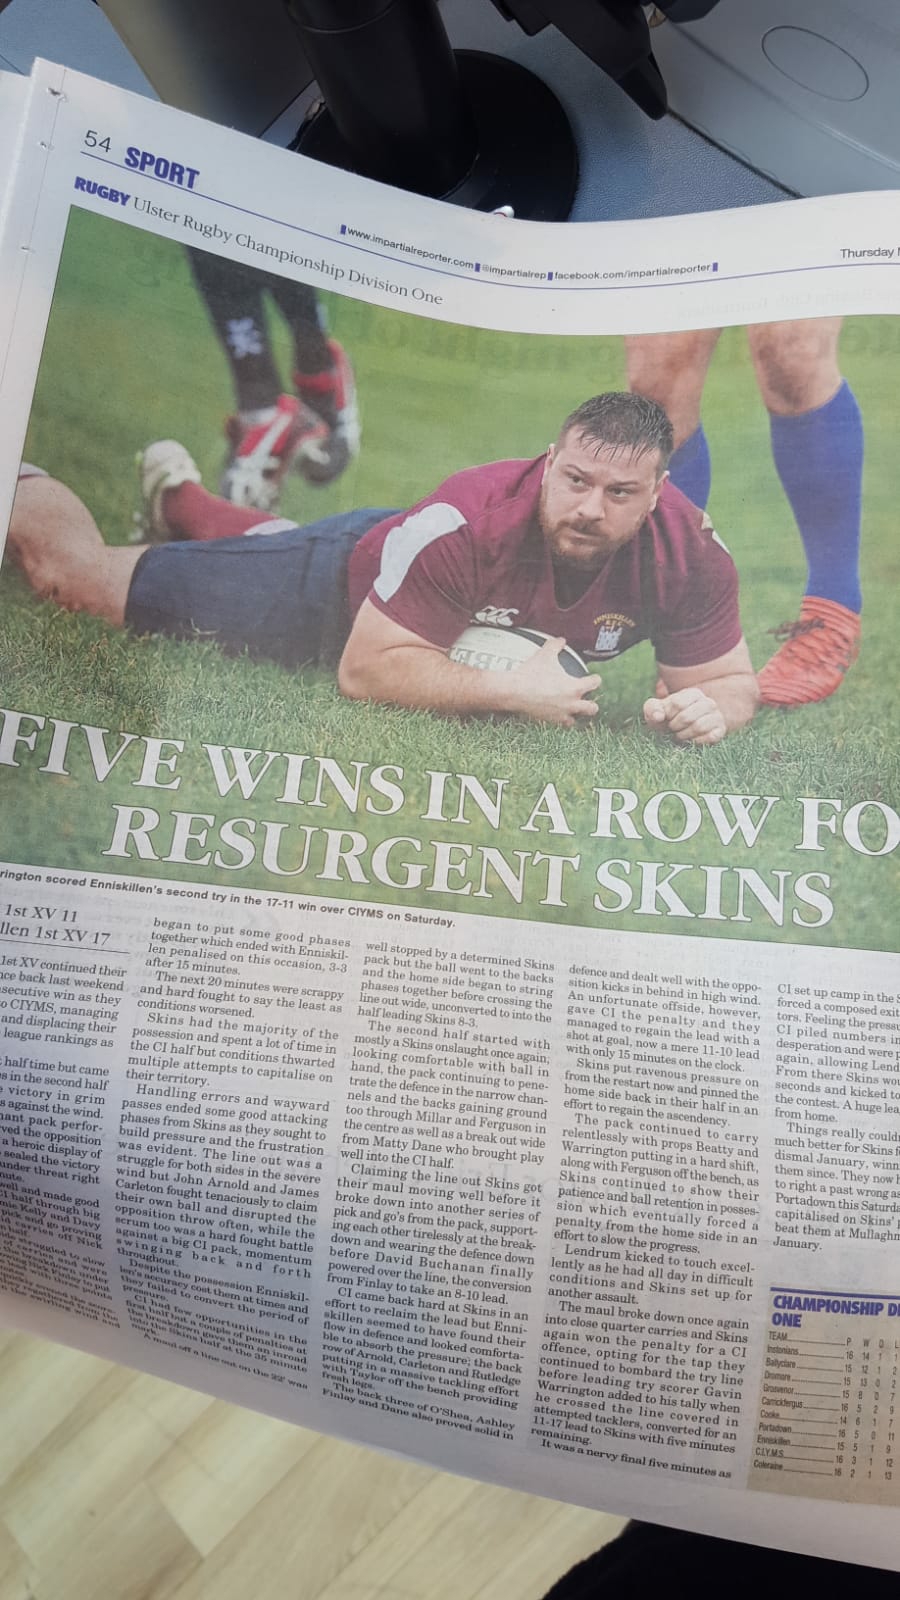 54 SPORT
www.impartialreporter.com @impartialrep facebook.com/impartialreporter
Thursday
RUGBY Ulster Rugby Championship Division One
ENNISKILLEN
FIVE WINS IN A ROW FO
RESURGENT SKINS
rington scored Enniskillen's second try in the 17-11 win over CIYMS on Saturday.
1st XV 11
llen 1st XV 17
1st XV continued their
nce back last weekend
secutive win as they
o CIYMS, managing
and displacing their
league rankings as
half time but came
s in the second half
victory in grim
s against the wind.
nant pack perfor-
ved the opposition
a heroic display of
sealed the victory
under threat right
began to put some good phases
together which ended with Enniskil-
len penalised on this occasion, 3-3
after 15 minutes.
The next 20 minutes were scrappy
and hard fought to say the least as
conditions worsened.
Skins had the majority of the
possession and spent a lot of time in
the CI half but conditions thwarted
multiple attempts to capitalise on
their territory.
Handling errors and wayward
passes ended some good attacking
phases from Skins as they sought to
build pressure and the frustration
was evident. The line out was a
struggle for both sides in the severe
wind but John Arnold and James
Carleton fought tenaciously to claim
their own ball and disrupt the
opposition throw often, while the
scrum too was a hard fought battle
against a big CI pack, momentum
swinging back and forth
throughout.
Despite the possession Enniskil-
len's accuracy cost them at times and
they failed to convert the period of
pressure.
CI had few opportunities in the
first half but a couple of penalties at
the breakdown gave them an inroad
into the Skins half at the 35 minute
A maul off a line out on the 22 was
well stopped by a determined Skins
pack but the ball went to the backs
and the home side began to string
phases together before crossing the
line out wide, unconverted to into the
half leading Skins 8-3.
The second half started with
mostly a Skins onslaught once again,
looking comfortable with ball in
hand, the pack continuing to pene-
trate the defence in the narrow chan-
nels and the backs gaining ground
too through Millar and Ferguson in
the centre as well as a break out wide
from Matty Dane who brought play
well into the CI half.
Claiming the line out Skins got
their maul moving well before it
broke down into another series of
pick and go's from the pack, support-
ing each other tirelessly at the break-
down and wearing the defence down
before David Buchanan finally
powered over the line, the conversion
from Finlay to take an 8-10 lead.
CI came back hard at Skins in an
effort to reclaim the lead but Enni-
skillen seemed to have found their
flow in defence and looked comforta-
ble to absorb the pressure; the back
row of Arnold, Carleton and Rutledge
putting in a massive tackling effort
with Taylor off the bench providing
fresh legs.
The back three of O'Shea, Ashley
Finlay and Dane also proved solid in
defence and dealt well with the oppo-
sition kicks in behind in high wind.
An unfortunate offside, however,
gave CI the penalty and they
managed to regain the lead with a
shot at goal, now a mere 11-10 lead
with only 15 minutes on the clock.
Skins put ravenous pressure on
from the restart now and pinned the
home side back in their half in an
effort to regain the ascendency.
The pack continued to carry
relentlessly with props Beatty and
Warrington putting in a hard shift,
along with Ferguson off the bench, as
Skins continued to show their
patience and ball retention in posses-
sion which eventually forced a
penalty from the home side in an
effort to slow the progress.
Lendrum kicked to touch excel-
lently as he had all day in difficult
conditions and Skins set up for
another assault.
The maul broke down once again
into close quarter carries and Skins
again won the penalty for a CI
offence, opting for the tap they
continued to bombard the try line
before leading try scorer Gavin
Warrington added to his tally when
he crossed the line covered in
attempted tacklers, converted for an
11-17 lead to Skins with five minutes
remaining.
It was a nervy final five minutes as
CI set up camp in the S
forced a composed exit
tors. Feeling the pressu
CI piled numbers in
desperation and were p
again, allowing Lend
From there Skins wo
seconds and kicked to
the contest. A huge lea
from home.
Things really could
much better for Skins f
dismal January, winn
them since. They now h
to right a past wrong as
Portadown this Saturda
capitalised on Skins'
beat them at Mullaghm
January.
CHAMPIONSHIP DI
ONE
TEAM P W D L
Instonians 16 14 1 1
Ballyclare 15 12 1 2
Dromore 15 13 0 2
Grosvenor 15 8 0 7
Carrickfergus 16 5 2 9
Cooke 14 6 1 7
Portadown 16 5 0 11
Enniskillen 15 5 1 9
C.I.Y.M.S. 16 3 1 12
Coleraine 16 2 1 13